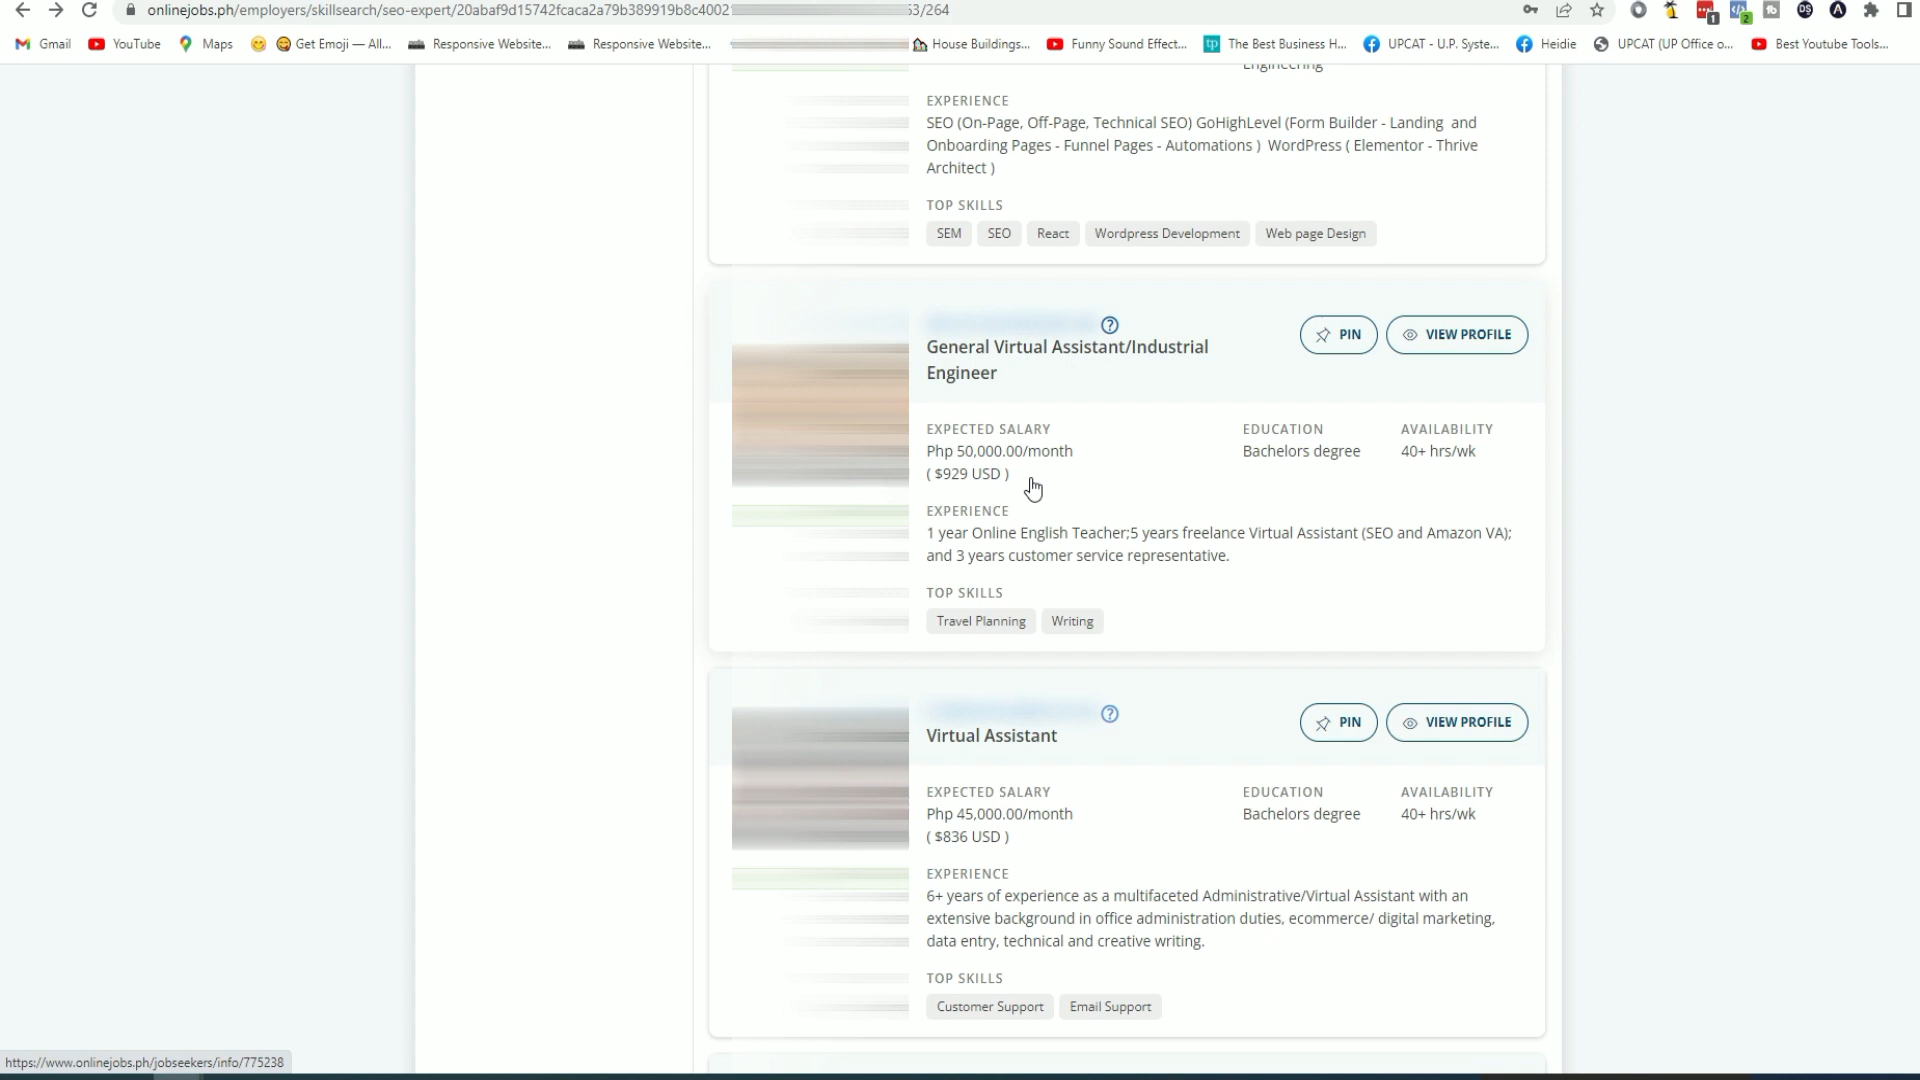 onlinejobs.ph/employers/skillsearch/seo-expert/20abaf9d15742fcaca2a79b389919b8c4002
53/264
Gmail YouTube Maps Get Emoji — All... Responsive Website... Responsive Website... House Buildings... Funny Sound Effect... tp The Best Business H... UPCAT - U.P. Syste... Heidie UPCAT (UP Office o... Best Youtube Tools...
Engineering
EXPERIENCE
SEO (On-Page, Off-Page, Technical SEO) GoHighLevel (Form Builder - Landing and
Onboarding Pages - Funnel Pages - Automations ) WordPress ( Elementor - Thrive
Architect )
TOP SKILLS
SEM SEO React Wordpress Development Web page Design
General Virtual Assistant/Industrial
Engineer
PIN VIEW PROFILE
EXPECTED SALARY EDUCATION AVAILABILITY
Php 50,000.00/month Bachelors degree 40+ hrs/wk
( $929 USD )
EXPERIENCE
1 year Online English Teacher;5 years freelance Virtual Assistant (SEO and Amazon VA);
and 3 years customer service representative.
TOP SKILLS
Travel Planning Writing
Virtual Assistant
PIN VIEW PROFILE
EXPECTED SALARY EDUCATION AVAILABILITY
Php 45,000.00/month Bachelors degree 40+ hrs/wk
( $836 USD )
EXPERIENCE
6+ years of experience as a multifaceted Administrative/Virtual Assistant with an
extensive background in office administration duties, ecommerce/ digital marketing,
data entry, technical and creative writing.
TOP SKILLS
Customer Support Email Support
https://www.onlinejobs.ph/jobseekers/info/775238